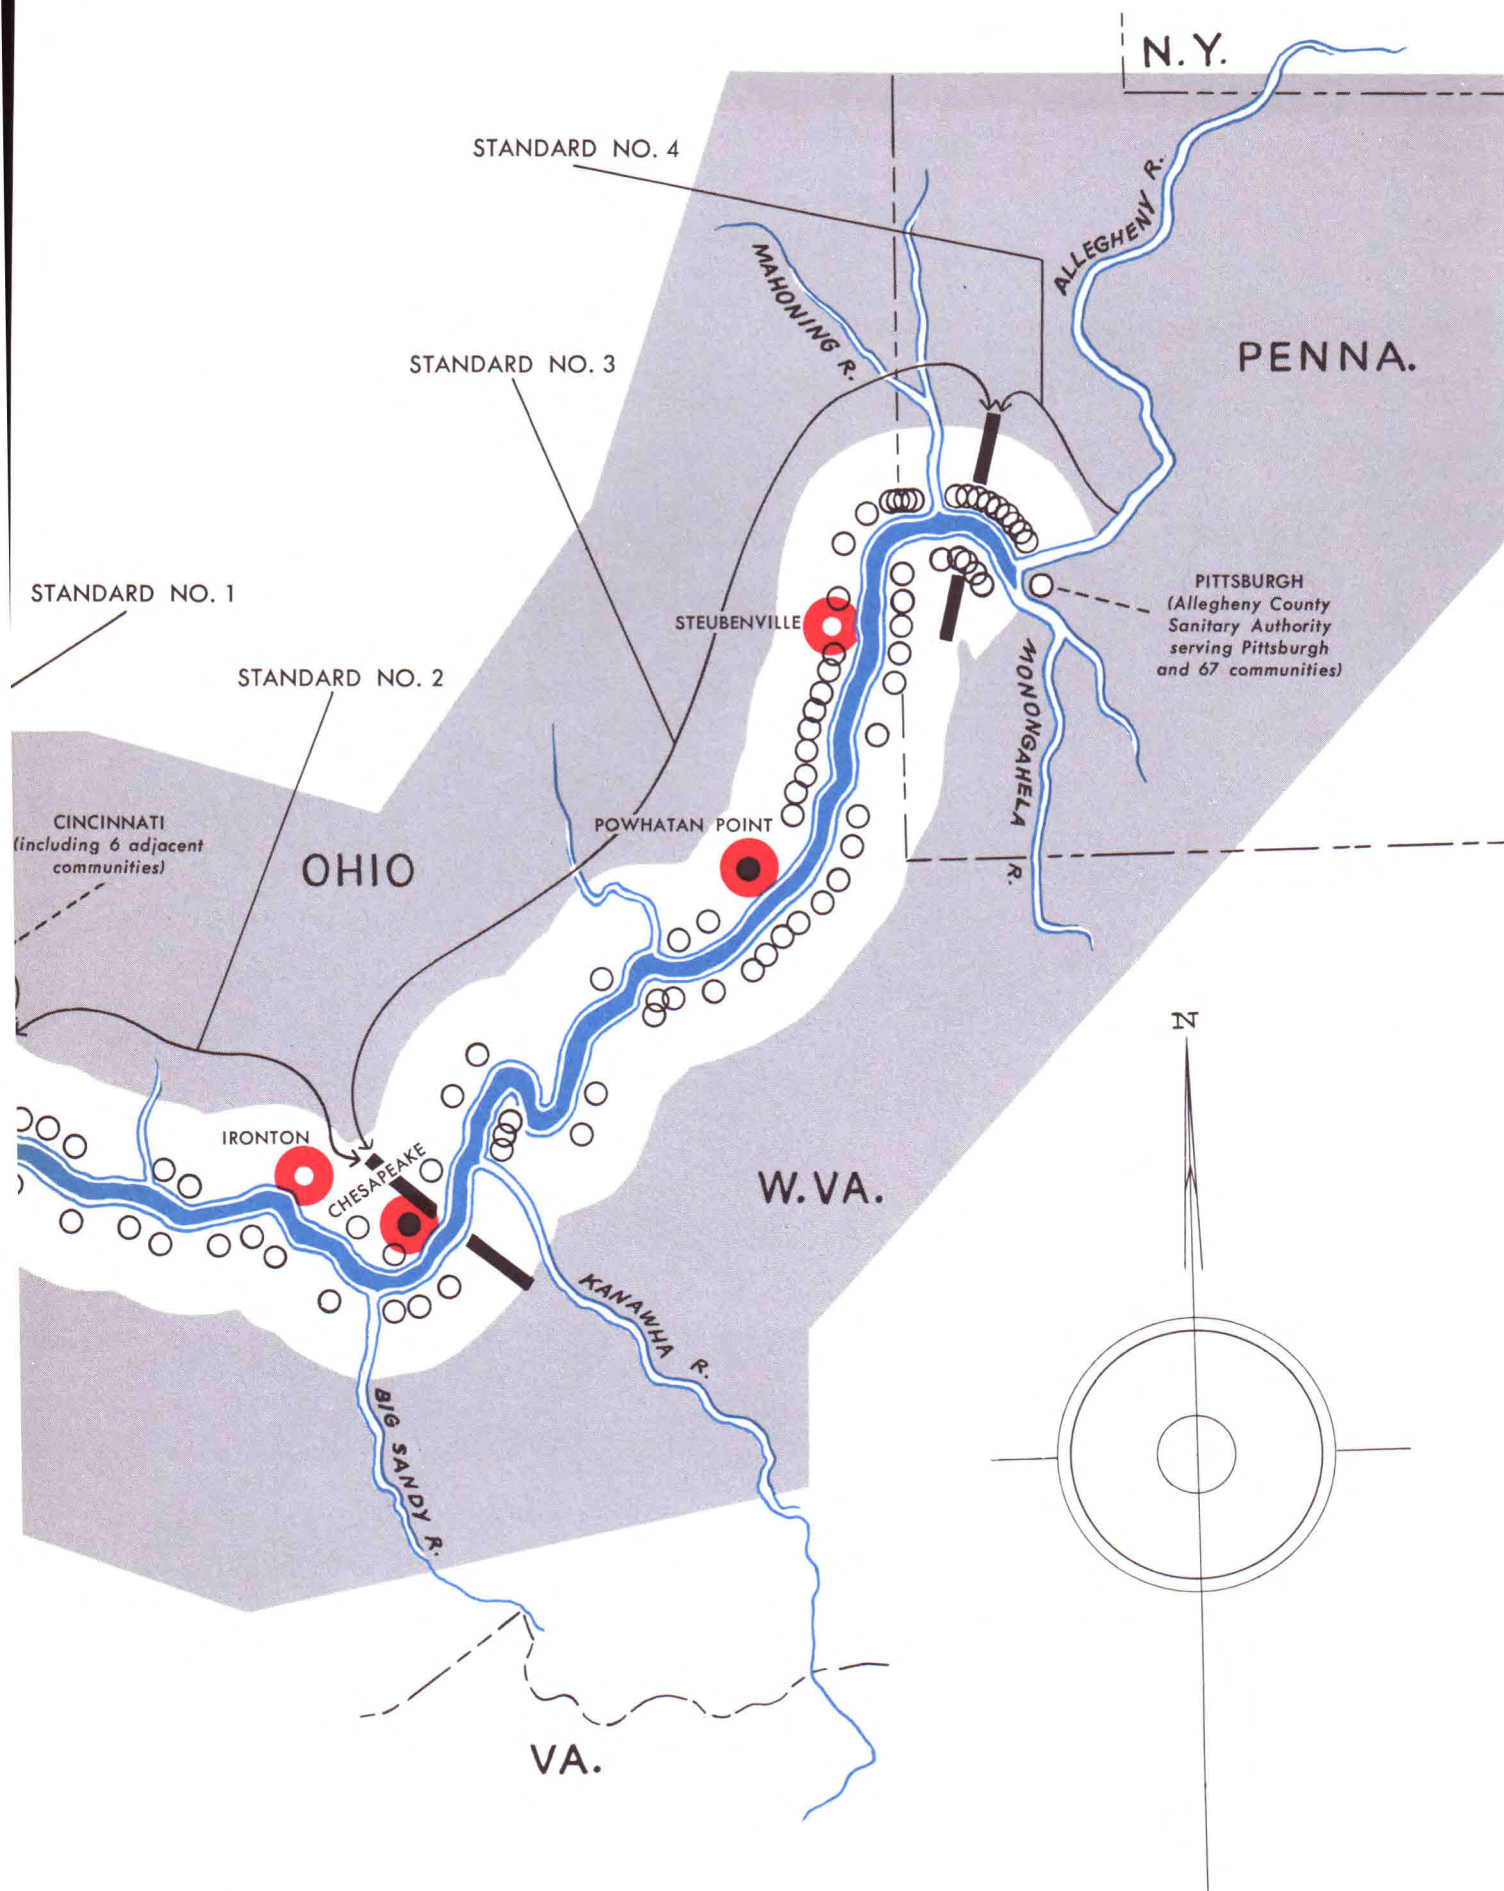 N.Y.
STANDARD NO. 4
ALLEGHENY R.
MAHONING R.
PENNA.
STANDARD NO. 3
STANDARD NO. 1
PITTSBURGH
(Allegheny County
Sanitary Authority
serving Pittsburgh
and 67 communities)
STEUBENVILLE
STANDARD NO. 2
MONONGAHELA R.
CINCINNATI
(including 6 adjacent
communities)
POWHATAN POINT
OHIO
N
IRONTON
CHESAPEAKE
W.VA.
KANAWHA R.
BIG SANDY R.
VA.